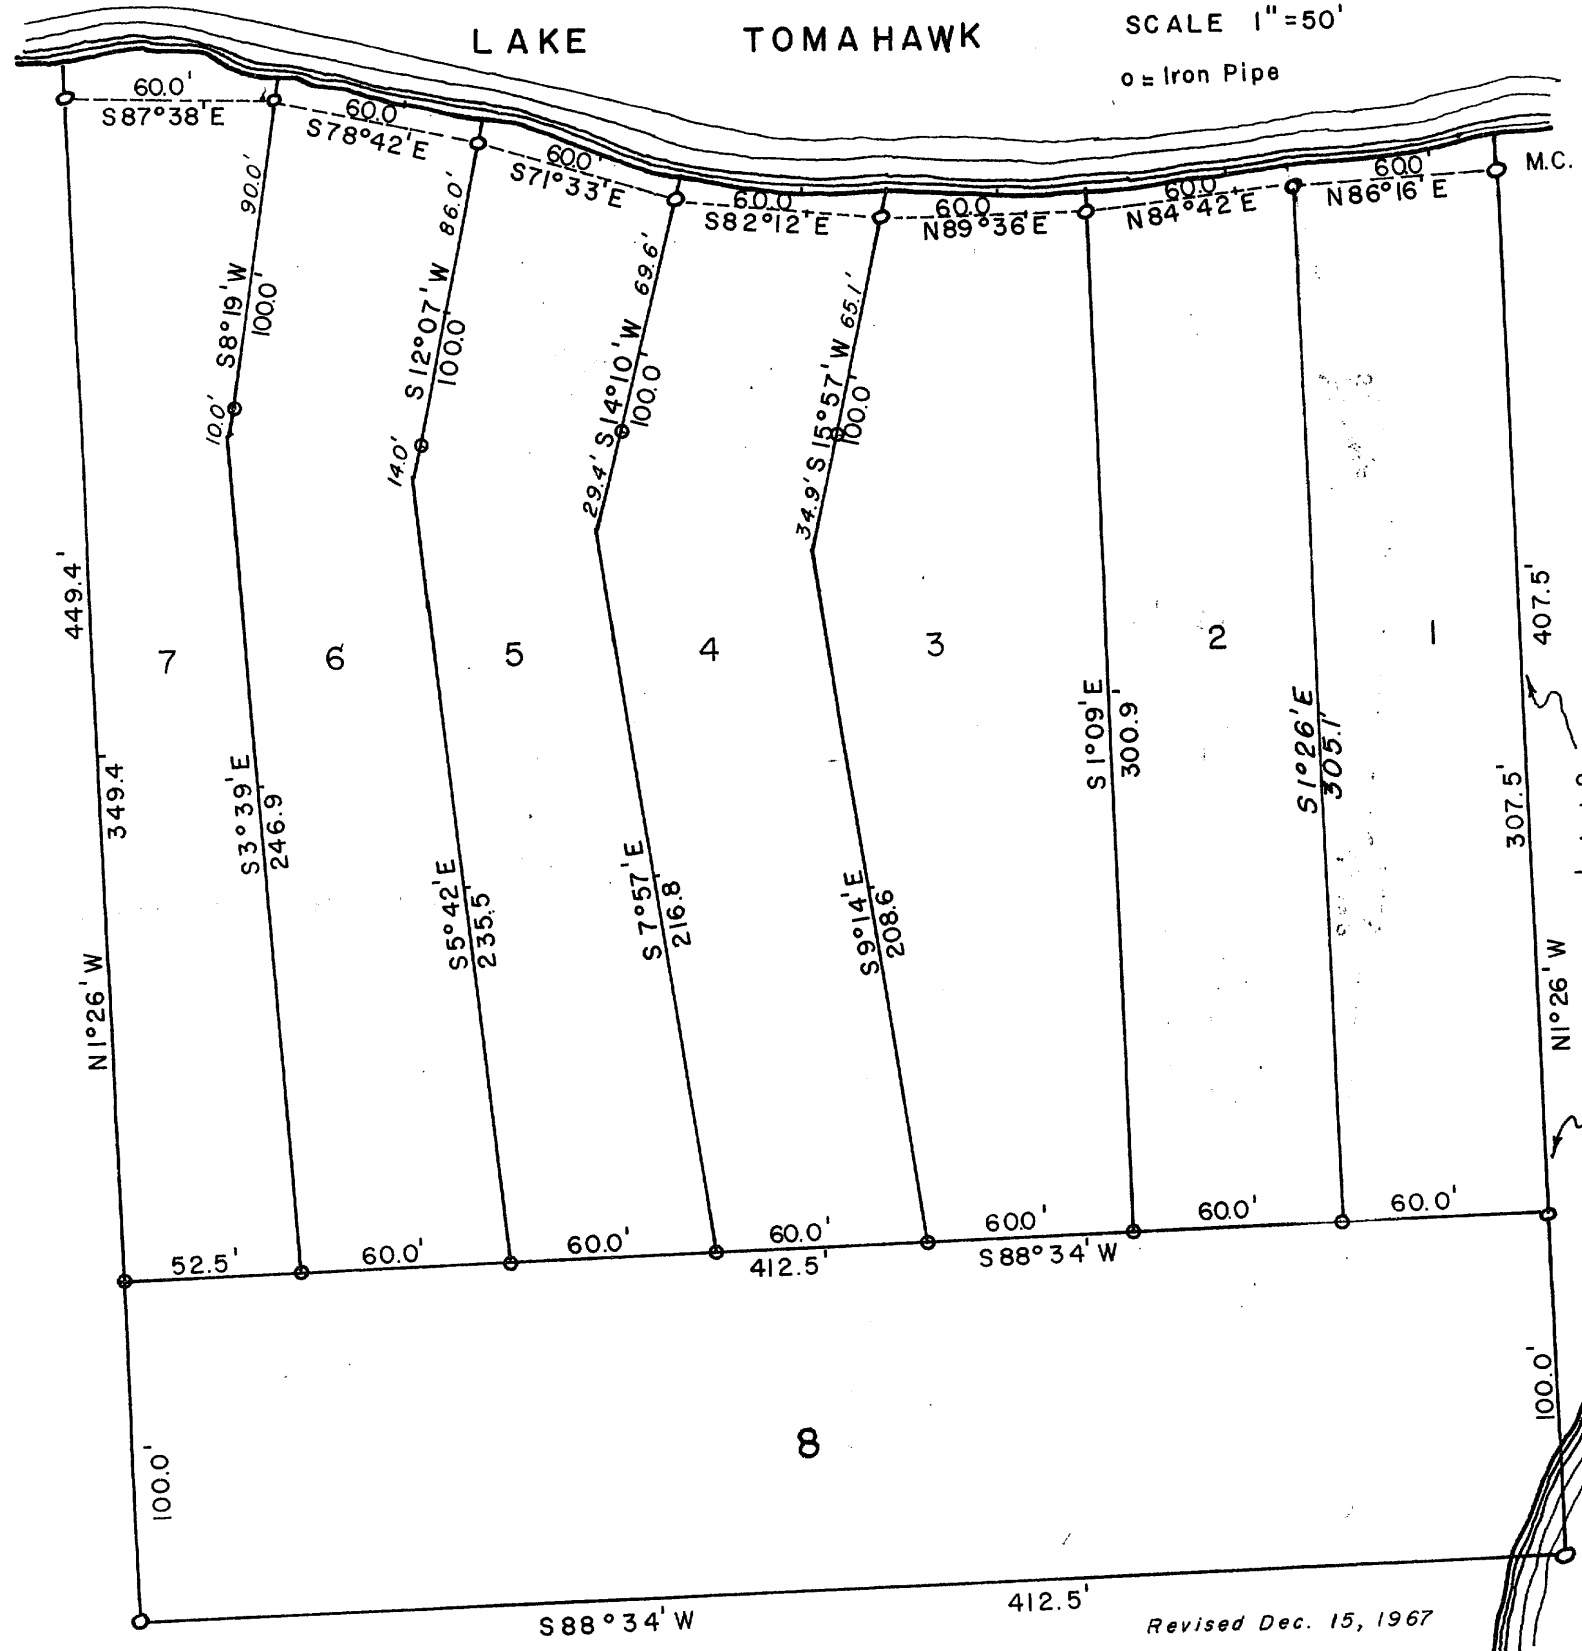 LAKE TOMAHAWK
SCALE 1"=50'
o = Iron Pipe
60.0'
S87°38'E
60.0'
S78°42'E
60.0'
S71°33'E
60.0'
S82°12'E
60.0'
N89°36'E
60.0'
N84°42'E
60.0'
N86°16'E
M.C.
90.0'
S8°19'W
100.0'
10.0'
86.0'
S12°07'W
100.0'
14.0'
69.6'
S14°10'W
100.0'
29.4'
65.1'
S15°57'W
100.0'
34.9'
449.4'
349.4'
N1°26'W
7
6
5
4
3
2
1
S3°39'E
246.9'
S5°42'E
235.5'
S7°57'E
216.8'
S9°14'E
208.6'
S1°09'E
300.9'
S1°26'E
305.1'
407.5'
307.5'
N1°26'W
52.5'
60.0'
60.0'
60.0'
60.0'
60.0'
60.0'
412.5'
S88°34'W
100.0'
8
100.0'
S88°34'W
412.5'
Revised Dec. 15, 1967